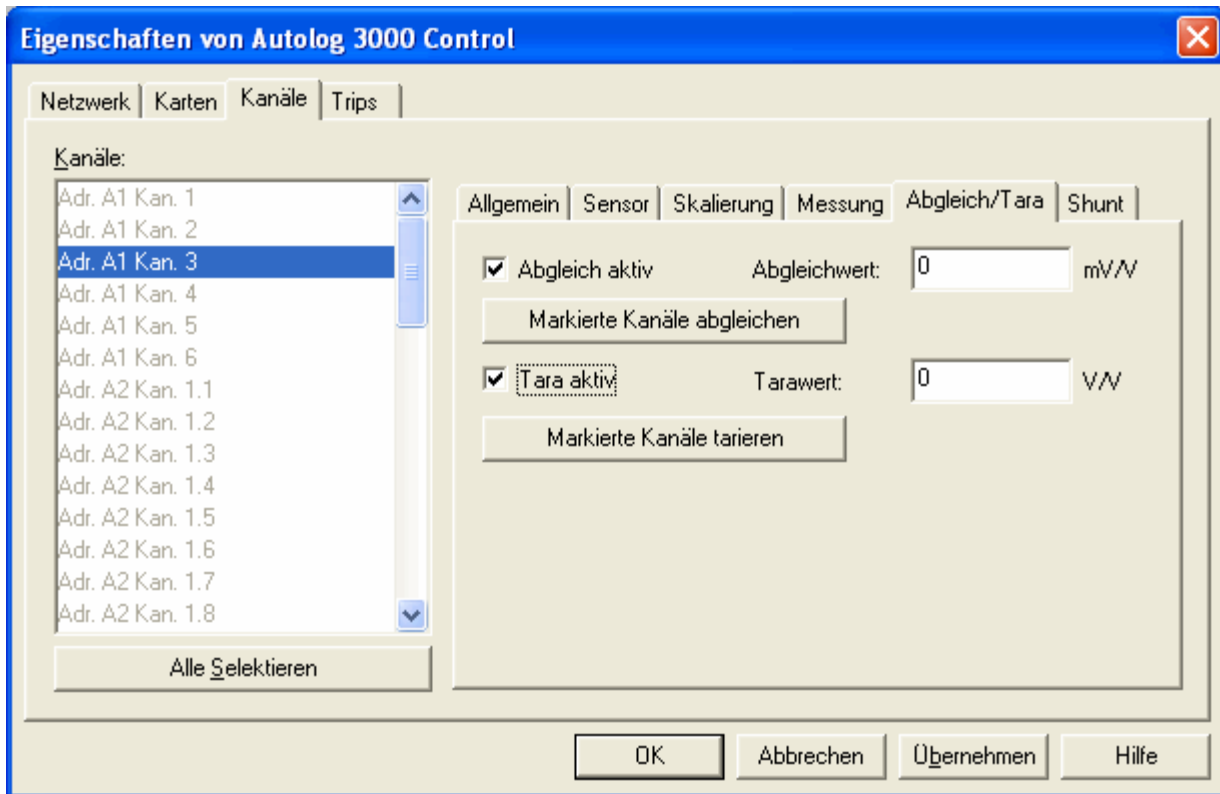 Eigenschaften von Autolog 3000 Control
Netzwerk Karten Kanäle Trips
Kanäle:
Adr. A1 Kan. 1
Adr. A1 Kan. 2
Adr. A1 Kan. 3
Adr. A1 Kan. 4
Adr. A1 Kan. 5
Adr. A1 Kan. 6
Adr. A2 Kan. 1.1
Adr. A2 Kan. 1.2
Adr. A2 Kan. 1.3
Adr. A2 Kan. 1.4
Adr. A2 Kan. 1.5
Adr. A2 Kan. 1.6
Adr. A2 Kan. 1.7
Adr. A2 Kan. 1.8
Alle Selektieren
Allgemein Sensor Skalierung Messung Abgleich/Tara Shunt
Abgleich aktiv Abgleichwert: 0 mV/V
Markierte Kanäle abgleichen
Tara aktiv Tarawert: 0 V/V
Markierte Kanäle tarieren
OK Abbrechen Übernehmen Hilfe